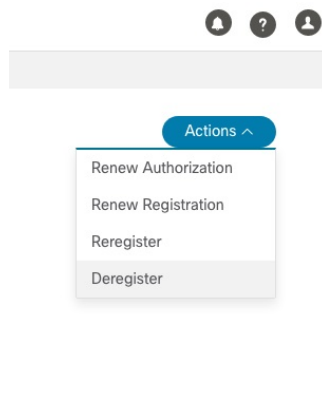 ?
Actions
Renew Authorization
Renew Registration
Reregister
Deregister